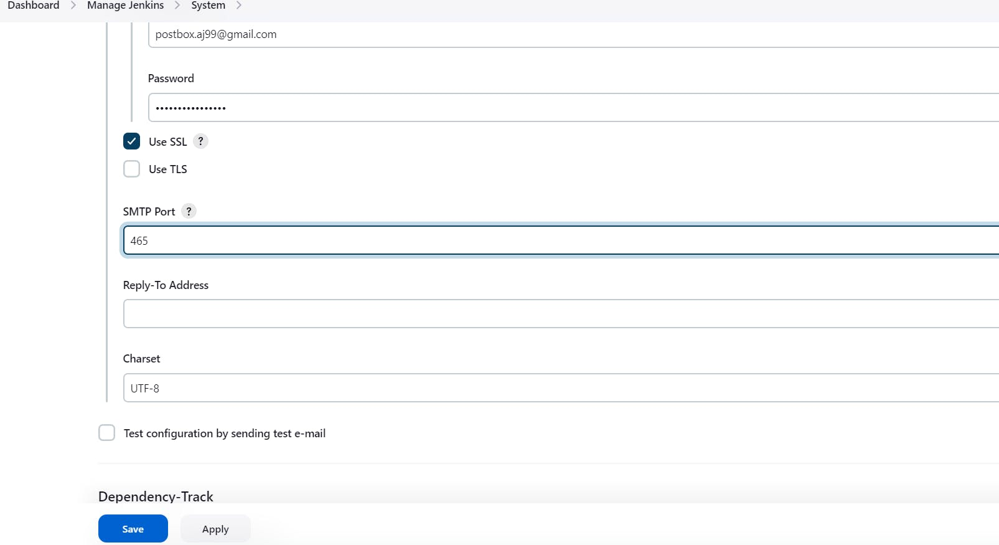 Dashboard > Manage Jenkins > System >
postbox.aj99@gmail.com
Password
••••••••••••••••
Use SSL ?
Use TLS
SMTP Port ?
465
Reply-To Address
Charset
UTF-8
Test configuration by sending test e-mail
Dependency-Track
Save Apply